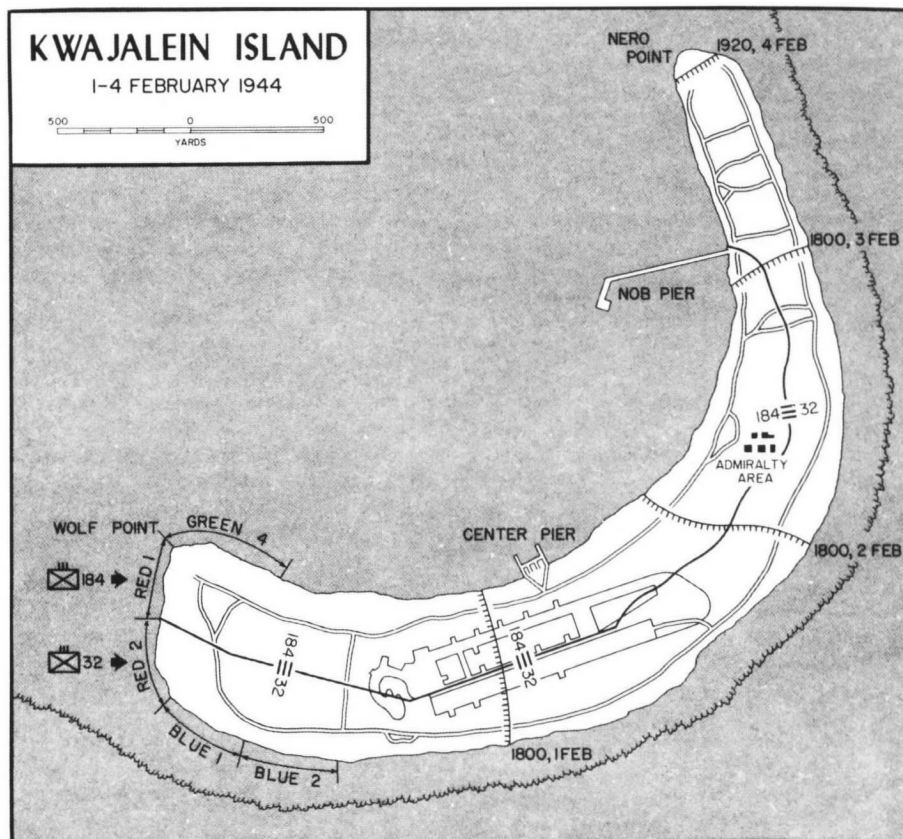 KWAJALEIN ISLAND
1-4 FEBRUARY 1944
500 0 500
YARDS
NERO
POINT
1920, 4 FEB
1800, 3 FEB
NOB PIER
184 32
ADMIRALTY
AREA
WOLF POINT
GREEN 4
CENTER PIER
1800, 2 FEB
184
RED 1
32
RED 2
184 32
184 32
BLUE 1
BLUE 2
1800, 1 FEB